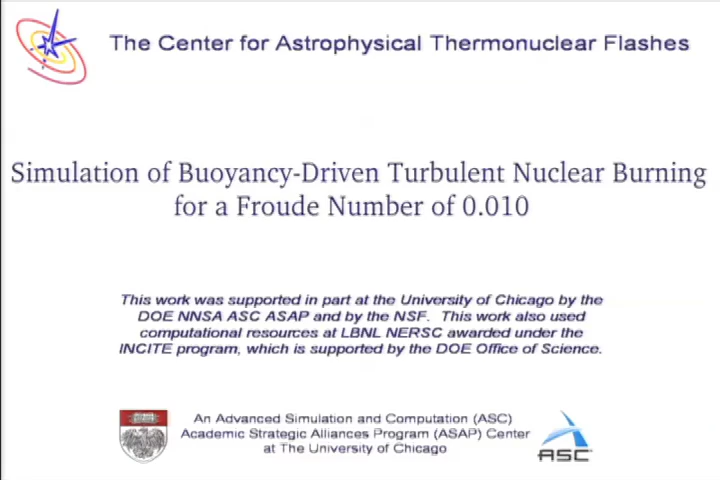 The Center for Astrophysical Thermonuclear Flashes
Simulation of Buoyancy-Driven Turbulent Nuclear Burning
for a Froude Number of 0.010
This work was supported in part at the University of Chicago by the
DOE NNSA ASC ASAP and by the NSF. This work also used
computational resources at LBNL NERSC awarded under the
INCITE program, which is supported by the DOE Office of Science.
An Advanced Simulation and Computation (ASC)
Academic Strategic Alliances Program (ASAP) Center
at The University of Chicago
ASC